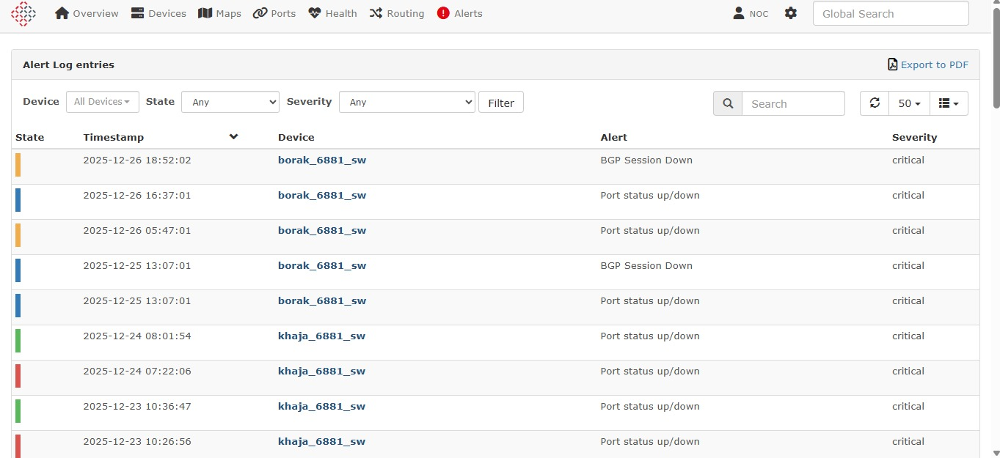 Overview Devices Maps Ports Health Routing Alerts NOC Global Search
Alert Log entries Export to PDF
Device All Devices State Any Severity Any Filter Search 50
State Timestamp Device Alert Severity
2025-12-26 18:52:02 borak_6881_sw BGP Session Down critical
2025-12-26 16:37:01 borak_6881_sw Port status up/down critical
2025-12-26 05:47:01 borak_6881_sw Port status up/down critical
2025-12-25 13:07:01 borak_6881_sw BGP Session Down critical
2025-12-25 13:07:01 borak_6881_sw Port status up/down critical
2025-12-24 08:01:54 khaja_6881_sw Port status up/down critical
2025-12-24 07:22:06 khaja_6881_sw Port status up/down critical
2025-12-23 10:36:47 khaja_6881_sw Port status up/down critical
2025-12-23 10:26:56 khaja_6881_sw Port status up/down critical